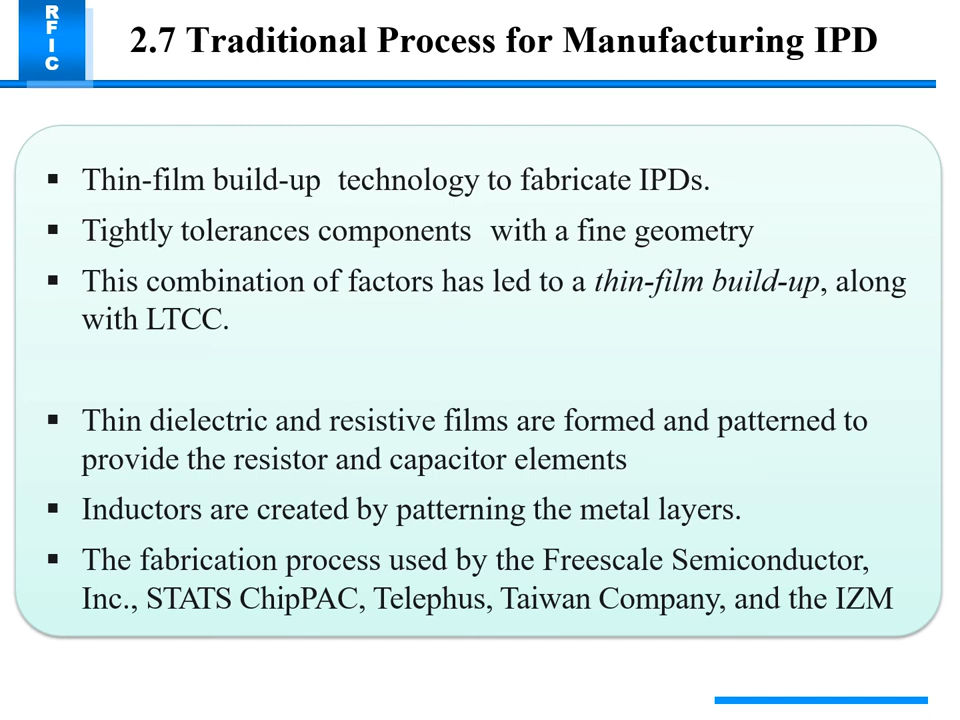 R
F
I
C
2.7 Traditional Process for Manufacturing IPD
▪ Thin-film build-up  technology to fabricate IPDs.
▪ Tightly tolerances components  with a fine geometry
▪ This combination of factors has led to a thin-film build-up, along
with LTCC.
▪ Thin dielectric and resistive films are formed and patterned to
provide the resistor and capacitor elements
▪ Inductors are created by patterning the metal layers.
▪ The fabrication process used by the Freescale Semiconductor,
Inc., STATS ChipPAC, Telephus, Taiwan Company, and the IZM